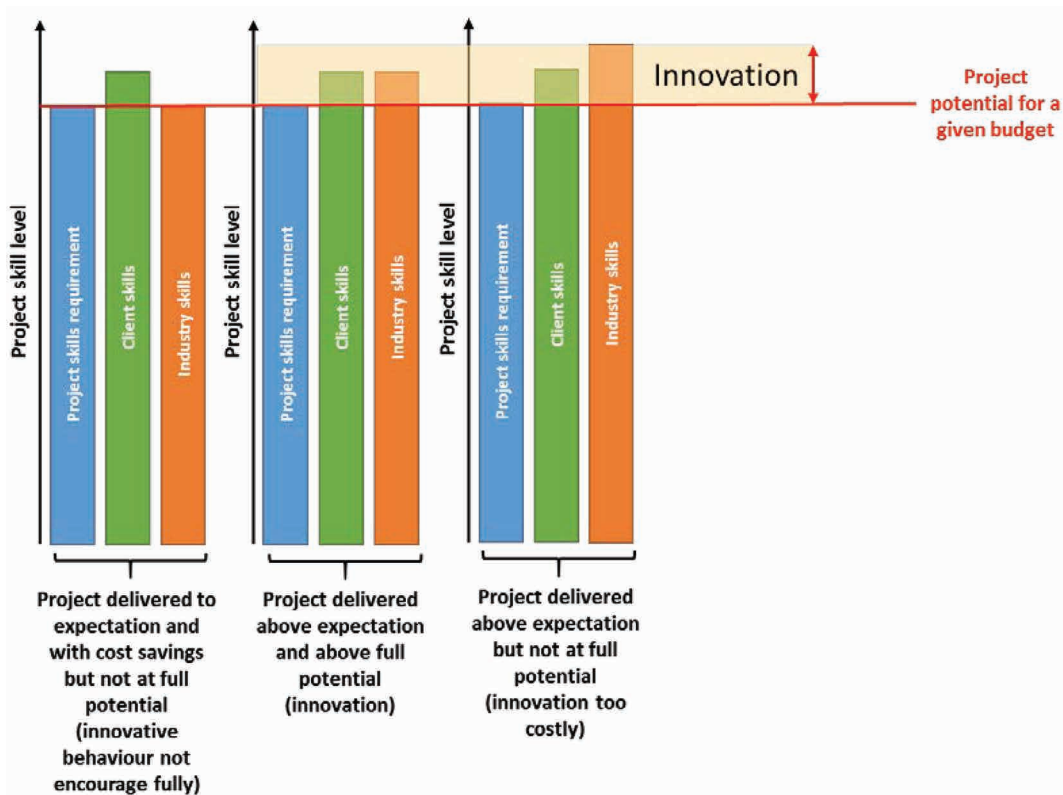 Innovation
Project
potential for a
given budget
Project skill level
Project skills requirement
Client skills
Industry skills
Project skill level
Project skills requirement
Client skills
Industry skills
Project skill level
Project skills requirement
Client skills
Industry skills
Project delivered to
expectation and
with cost savings
but not at full
potential
(innovative
behaviour not
encourage fully)
Project delivered
above expectation
and above full
potential
(innovation)
Project delivered
above expectation
but not at full
potential
(innovation too
costly)